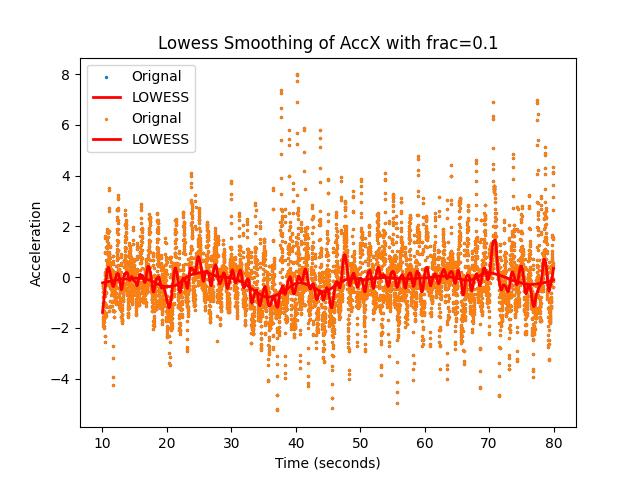 Lowess Smoothing of AccX with frac=0.1
Orignal
LOWESS
Orignal
LOWESS
8
6
4
2
0
−2
−4
Acceleration
10 20 30 40 50 60 70 80
Time (seconds)